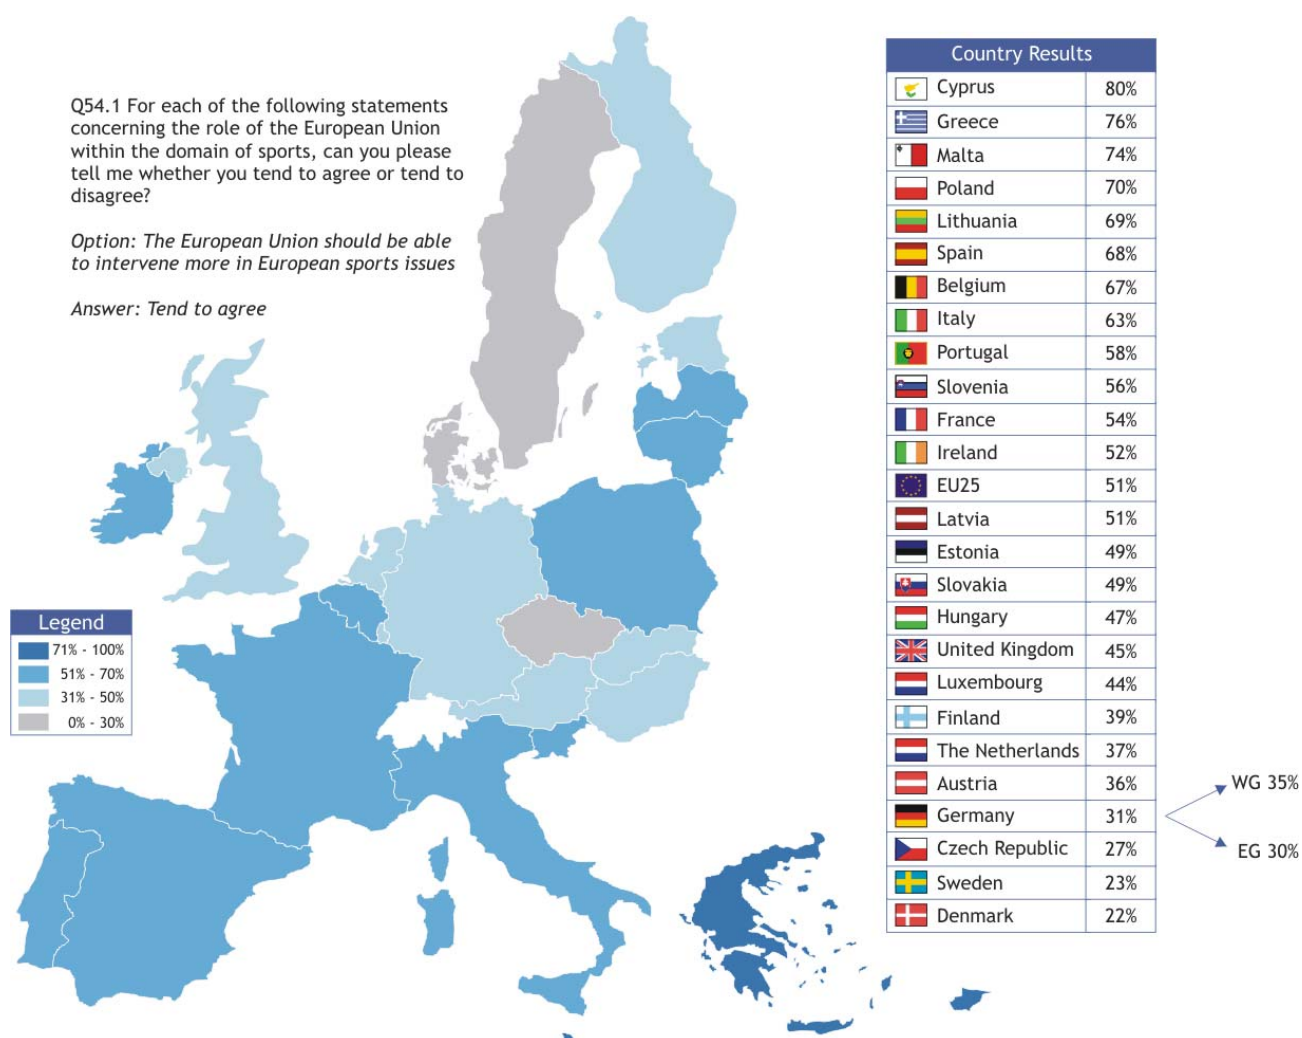 Q54.1 For each of the following statements
concerning the role of the European Union
within the domain of sports, can you please
tell me whether you tend to agree or tend to
disagree?
Option: The European Union should be able
to intervene more in European sports issues
Answer: Tend to agree
Legend
71% - 100%
51% - 70%
31% - 50%
0% - 30%
Country Results
Cyprus 80%
Greece 76%
Malta 74%
Poland 70%
Lithuania 69%
Spain 68%
Belgium 67%
Italy 63%
Portugal 58%
Slovenia 56%
France 54%
Ireland 52%
EU25 51%
Latvia 51%
Estonia 49%
Slovakia 49%
Hungary 47%
United Kingdom 45%
Luxembourg 44%
Finland 39%
The Netherlands 37%
Austria 36%
Germany 31%
Czech Republic 27%
Sweden 23%
Denmark 22%
WG 35%
EG 30%